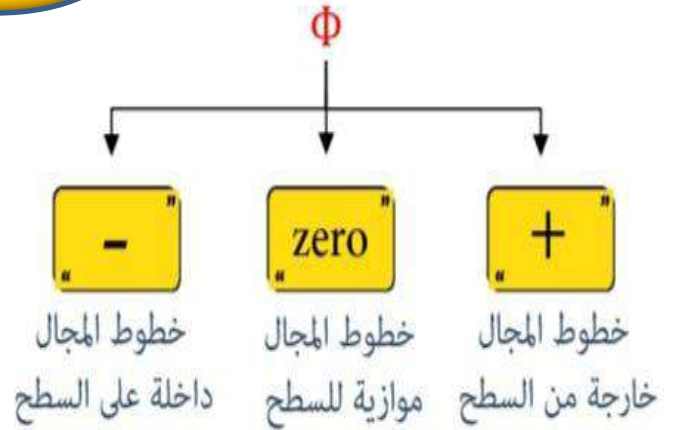 Φ
+
خطوط المجال
خارجة من السطح
zero
خطوط المجال
موازية للسطح
-
خطوط المجال
داخلة على السطح